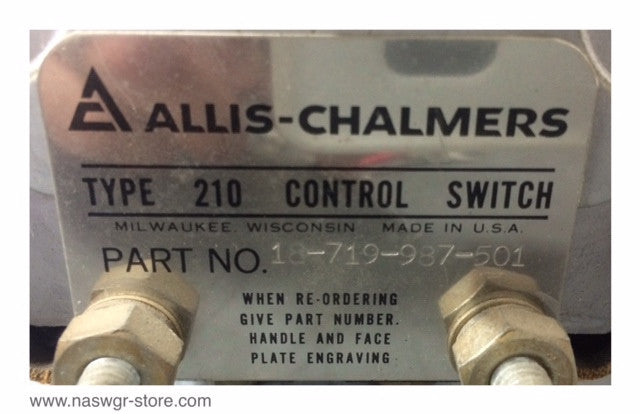 ALLIS-CHALMERS
TYPE 210 CONTROL SWITCH
MILWAUKEE. WISCONSIN MADE IN U.S.A.
PART NO. 18-719-987-501
WHEN RE-ORDERING
GIVE PART NUMBER.
HANDLE AND FACE
PLATE ENGRAVING
www.naswgr-store.com